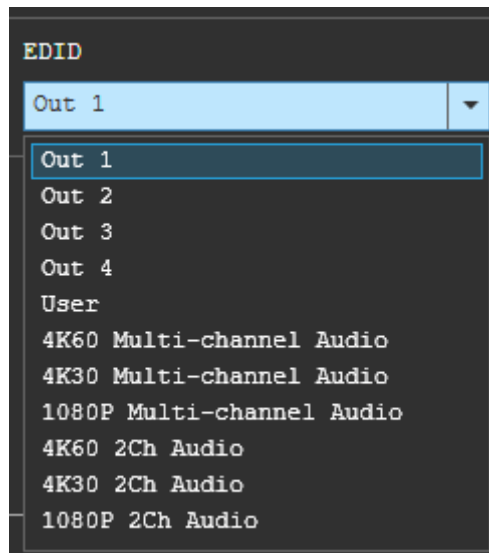 EDID
Out 1
Out 1
Out 2
Out 3
Out 4
User
4K60 Multi-channel Audio
4K30 Multi-channel Audio
1080P Multi-channel Audio
4K60 2Ch Audio
4K30 2Ch Audio
1080P 2Ch Audio